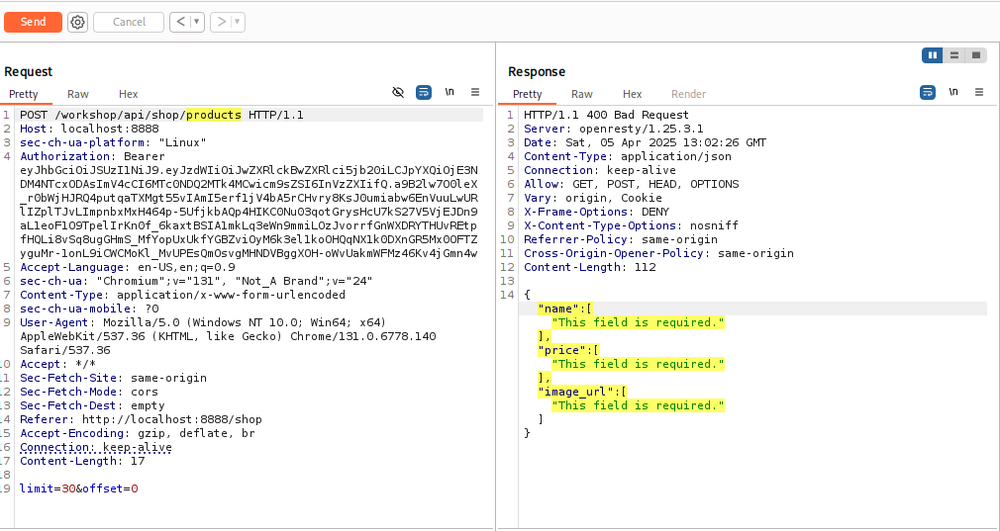 Send
Cancel
< ▾
> ▾
Request
Pretty Raw Hex
\n
1 POST /workshop/api/shop/products HTTP/1.1
2 Host: localhost:8888
3 sec-ch-ua-platform: "Linux"
4 Authorization: Bearer
5 Accept-Language: en-US,en;q=0.9
6 sec-ch-ua: "Chromium";v="131", "Not_A Brand";v="24"
7 Content-Type: application/x-www-form-urlencoded
8 sec-ch-ua-mobile: ?0
9 User-Agent: Mozilla/5.0 (Windows NT 10.0; Win64; x64)
AppleWebKit/537.36 (KHTML, like Gecko) Chrome/131.0.6778.140
Safari/537.36
10 Accept: */*
11 Sec-Fetch-Site: same-origin
12 Sec-Fetch-Mode: cors
13 Sec-Fetch-Dest: empty
14 Referer: http://localhost:8888/shop
15 Accept-Encoding: gzip, deflate, br
16 Connection: keep-alive
17 Content-Length: 17
18
19 limit=30&offset=0
Response
Pretty Raw Hex Render
\n
1 HTTP/1.1 400 Bad Request
2 Server: openresty/1.25.3.1
3 Date: Sat, 05 Apr 2025 13:02:26 GMT
4 Content-Type: application/json
5 Connection: keep-alive
6 Allow: GET, POST, HEAD, OPTIONS
7 Vary: origin, Cookie
8 X-Frame-Options: DENY
9 X-Content-Type-Options: nosniff
10 Referrer-Policy: same-origin
11 Cross-Origin-Opener-Policy: same-origin
12 Content-Length: 112
13
14 {
"name":[
"This field is required."
],
"price":[
"This field is required."
],
"image_url":[
"This field is required."
]
}